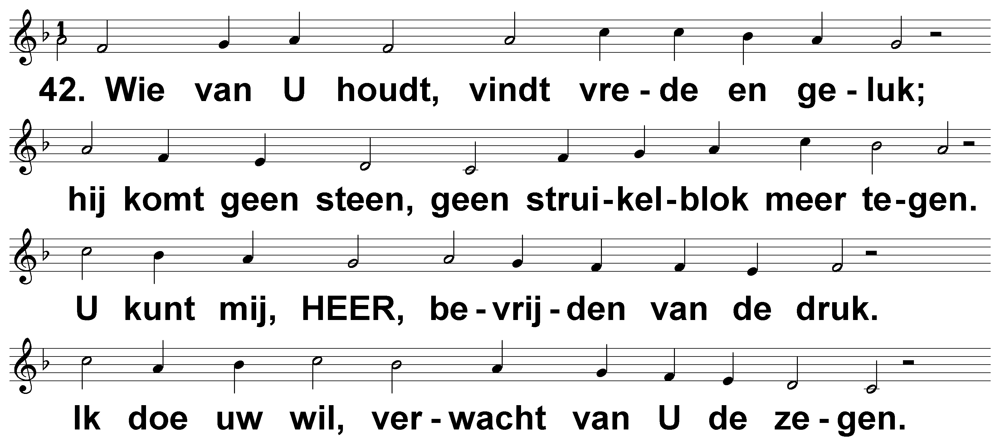 1
42. Wie van U houdt, vindt vre - de en ge - luk;
hij komt geen steen, geen strui-kel-blok meer te-gen.
U kunt mij, HEER, be - vrij - den van de druk.
Ik doe uw wil, ver - wacht van U de ze - gen.